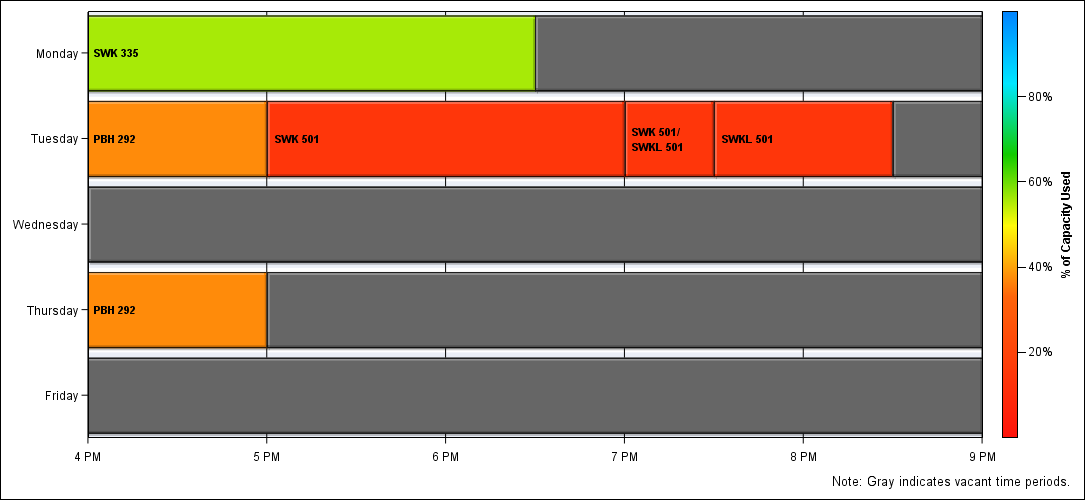 Monday
SWK 335
Tuesday
PBH 292
SWK 501
SWK 501/
SWKL 501
SWKL 501
Wednesday
Thursday
PBH 292
Friday
4 PM
5 PM
6 PM
7 PM
8 PM
9 PM
80%
60%
40%
20%
% of Capacity Used
Note: Gray indicates vacant time periods.